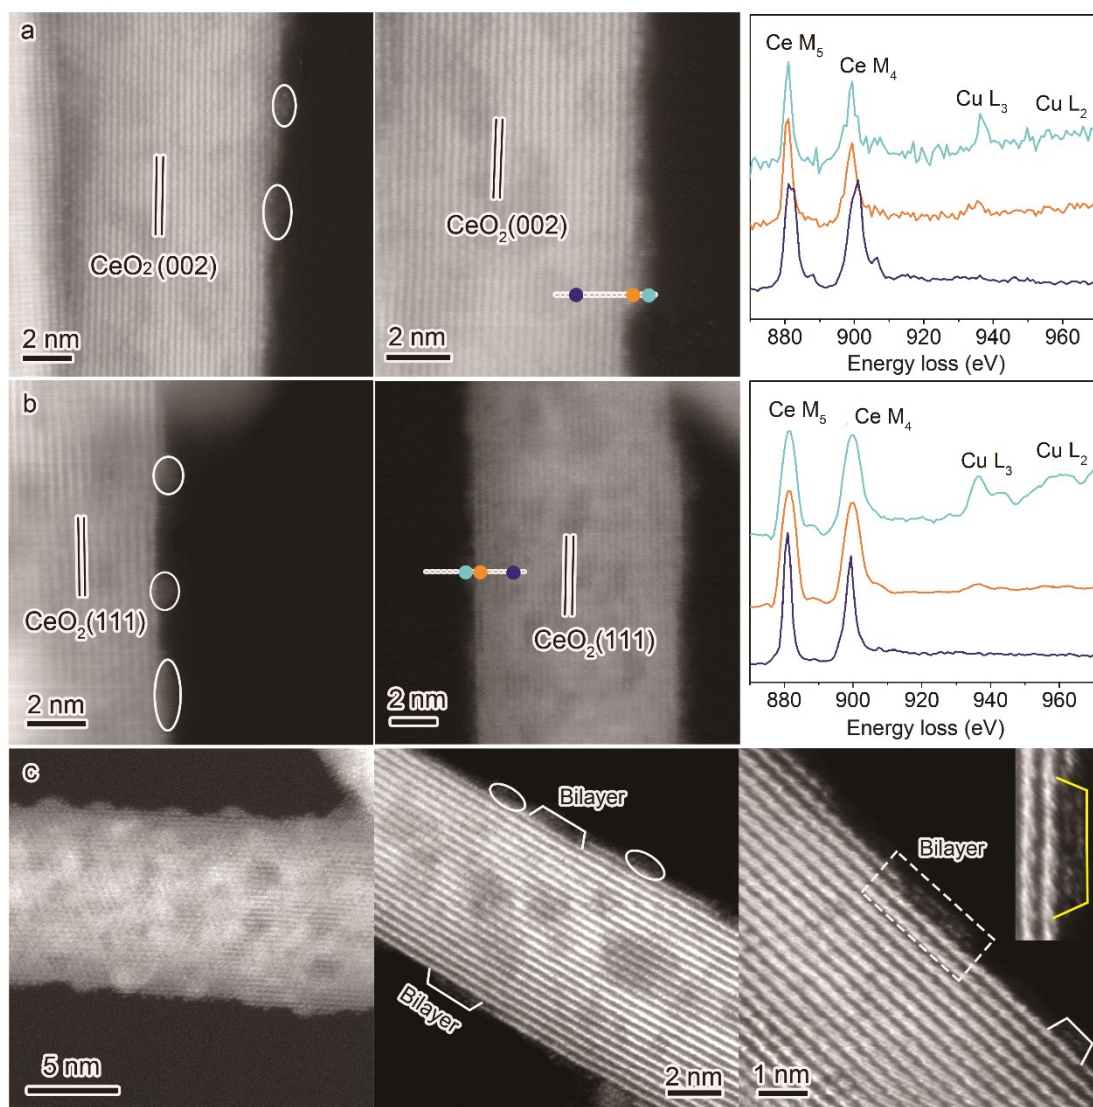 a
CeO₂ (002)
2 nm
CeO₂(002)
2 nm
Ce M₅
Ce M₄
Cu L₃
Cu L₂
880 900 920 940 960
Energy loss (eV)
b
CeO₂(111)
2 nm
CeO₂(111)
2 nm
Ce M₅
Ce M₄
Cu L₃
Cu L₂
880 900 920 940 960
Energy loss (eV)
c
5 nm
Bilayer
Bilayer
2 nm
Bilayer
1 nm